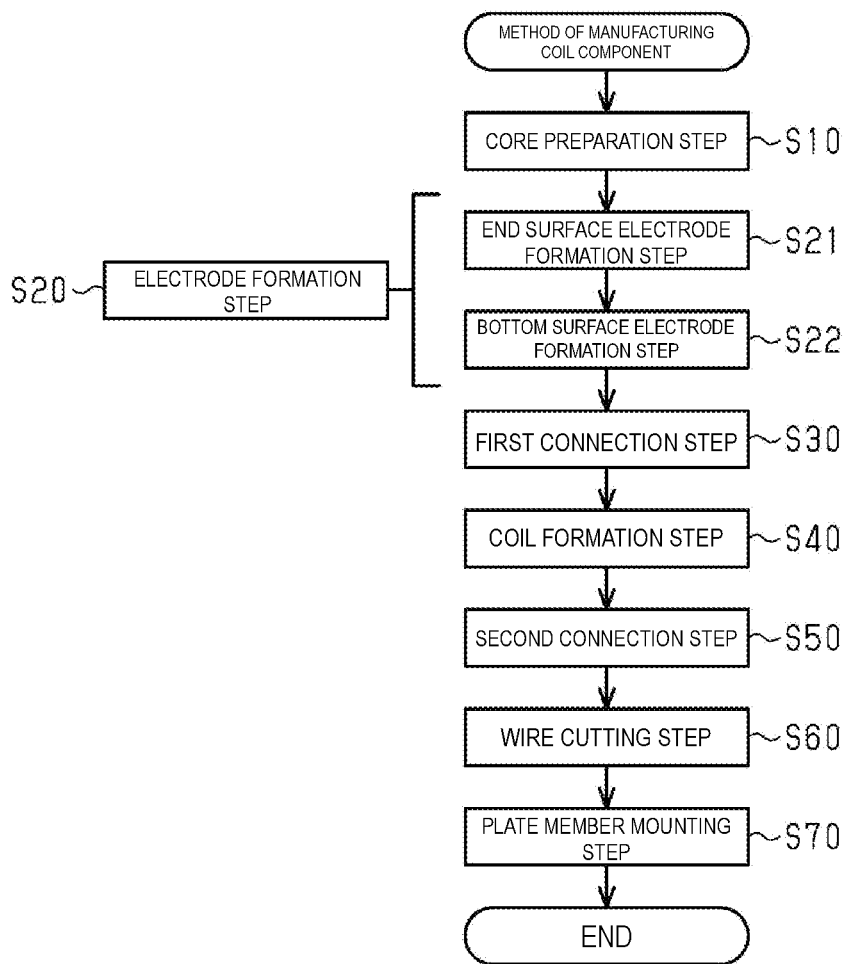 METHOD OF MANUFACTURING
COIL COMPONENT
CORE PREPARATION STEP
S10
END SURFACE ELECTRODE
FORMATION STEP
S21
S20
ELECTRODE FORMATION
STEP
BOTTOM SURFACE ELECTRODE
FORMATION STEP
S22
FIRST CONNECTION STEP
S30
COIL FORMATION STEP
S40
SECOND CONNECTION STEP
S50
WIRE CUTTING STEP
S60
PLATE MEMBER MOUNTING
STEP
S70
END